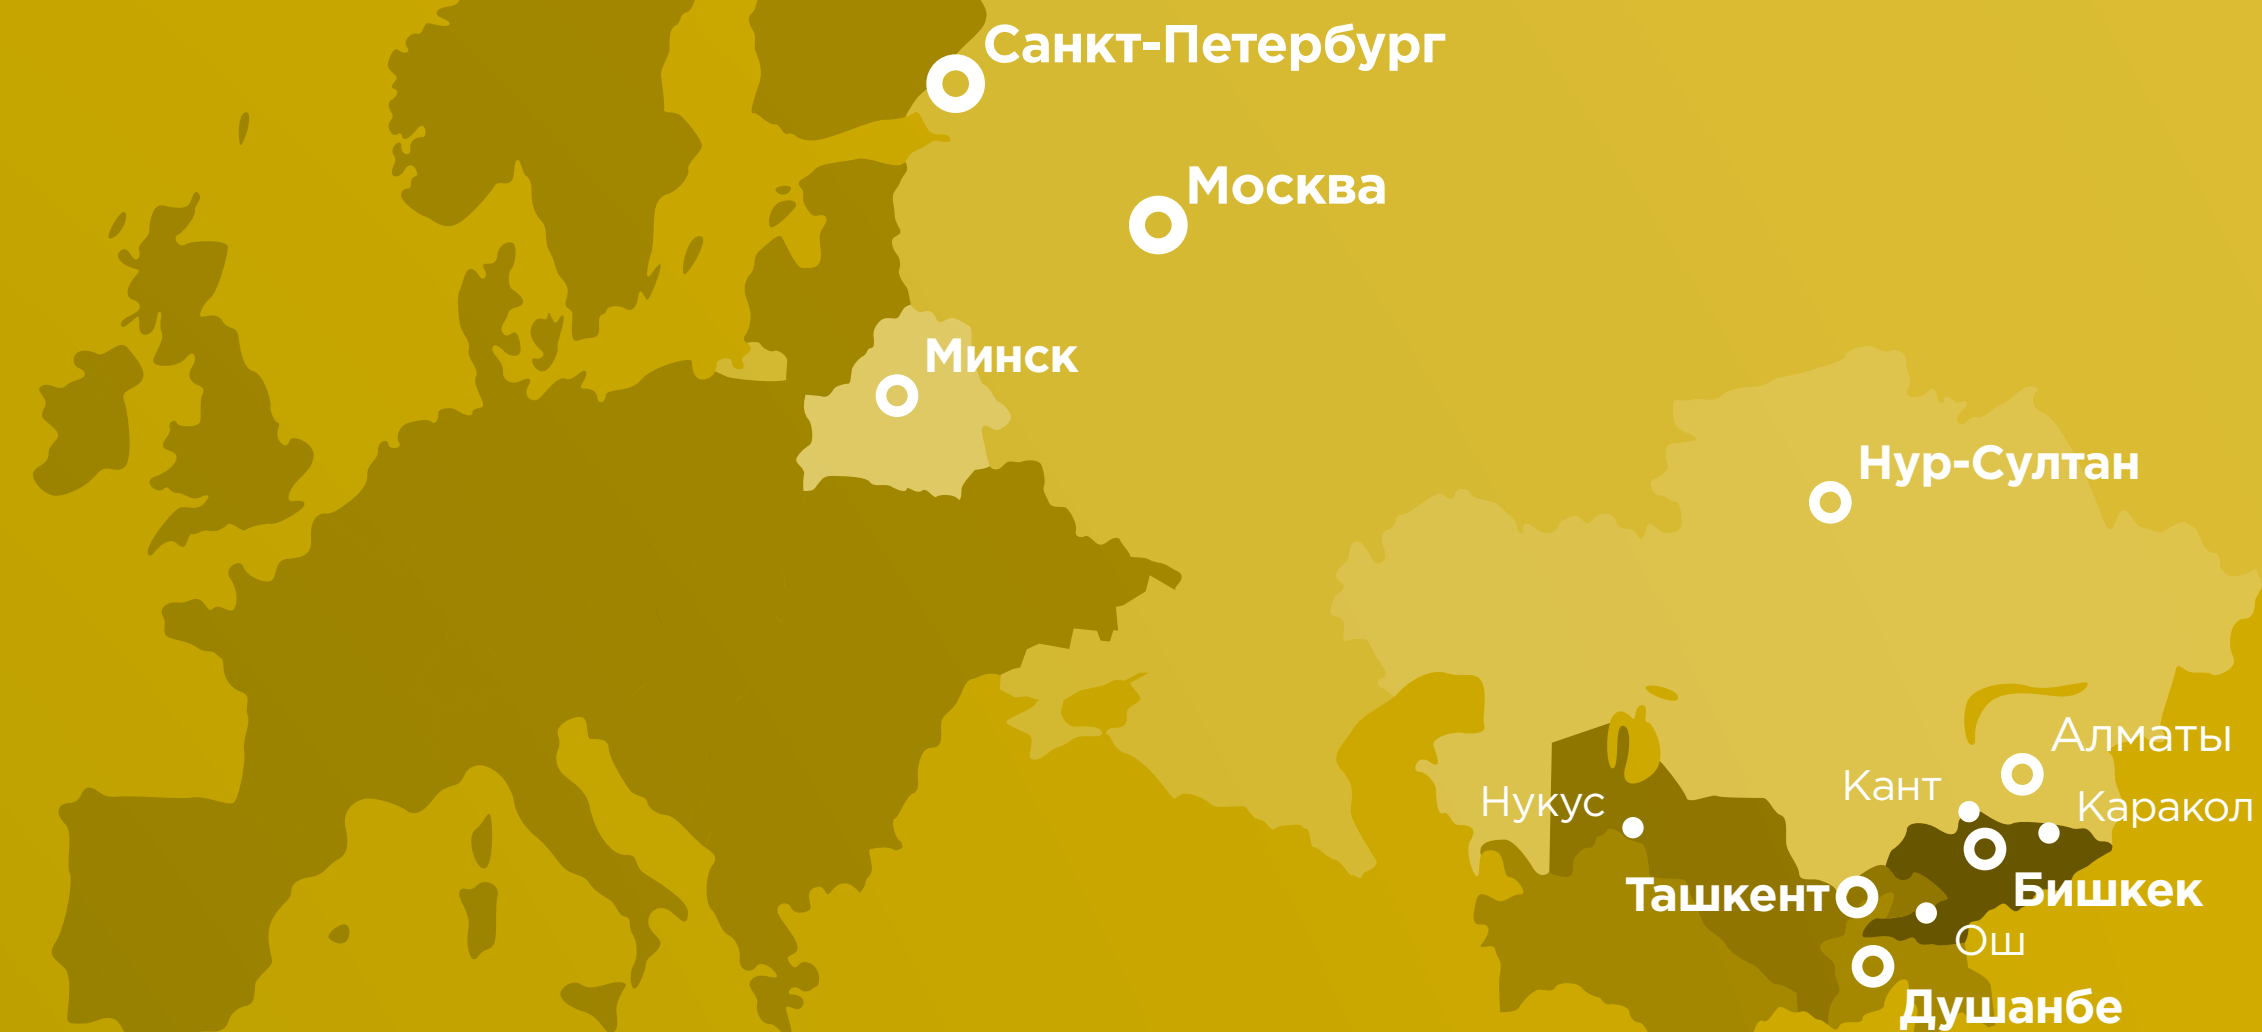 Санкт-Петербург
Москва
Минск
Нур-Султан
Алматы
Кант
Нукус
Каракол
Ташкент
Бишкек
Ош
Душанбе